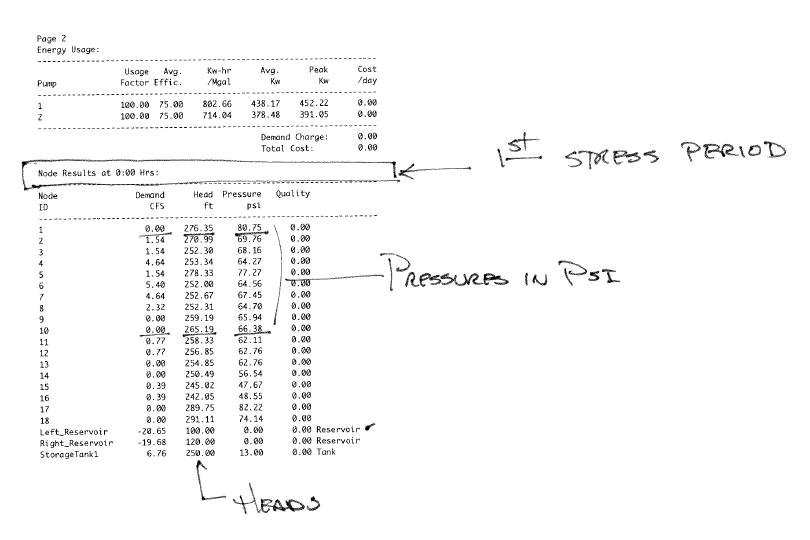 Page 2
Energy Usage:
Usage Avg. Kw-hr Avg. Peak Cost
Pump Factor Effic. /Mgal Kw Kw /day
1 100.00 75.00 802.66 438.17 452.22 0.00
2 100.00 75.00 714.04 378.48 391.05 0.00
Demand Charge: 0.00
Total Cost: 0.00
1st STRESS PERIOD
Node Results at 0:00 Hrs:
Node Demand Head Pressure Quality
ID CFS ft psi
1 0.00 276.35 80.75 0.00
2 1.54 270.99 69.76 0.00
3 1.54 252.30 68.16 0.00
4 4.64 253.34 64.27 0.00
5 1.54 278.33 77.27 0.00
PRESSURES IN PSI
6 5.40 252.00 64.56 0.00
7 4.64 252.67 67.45 0.00
8 2.32 252.31 64.70 0.00
9 0.00 259.19 65.94 0.00
10 0.00 265.19 66.38 0.00
11 0.77 258.33 62.11 0.00
12 0.77 256.85 62.76 0.00
13 0.00 254.85 62.76 0.00
14 0.00 250.49 56.54 0.00
15 0.39 245.02 47.67 0.00
16 0.39 242.05 48.55 0.00
17 0.00 289.75 82.22 0.00
18 0.00 291.11 74.14 0.00
Left_Reservoir -20.65 100.00 0.00 0.00 Reservoir
Right_Reservoir -19.68 120.00 0.00 0.00 Reservoir
StorageTank1 6.76 250.00 13.00 0.00 Tank
HEADS